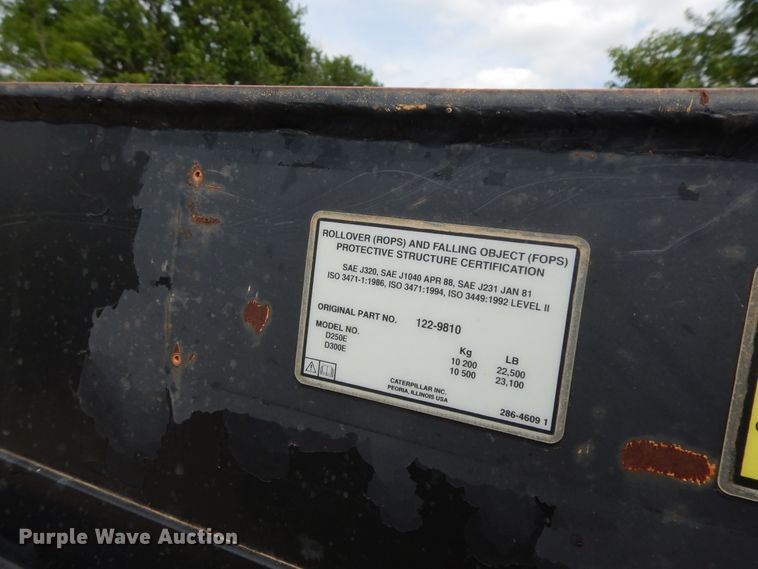 ROLLOVER (ROPS) AND FALLING OBJECT (FOPS)
PROTECTIVE STRUCTURE CERTIFICATION
SAE J320, SAE J1040 APR 88, SAE J231 JAN 81
ISO 3471-1:1986, ISO 3471:1994, ISO 3449:1992 LEVEL II
ORIGINAL PART NO. 122-9810
MODEL NO. Kg LB
D250E 10 200 22,500
D300E 10 500 23,100
CATERPILLAR INC.
PEORIA, ILLINOIS USA
286-4609 1
Purple Wave Auction